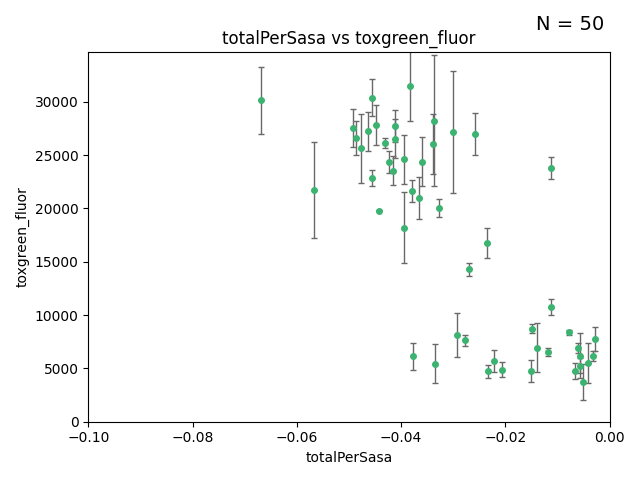 N = 50
totalPerSasa vs toxgreen_fluor
toxgreen_fluor
30000
25000
20000
15000
10000
5000
0
−0.10 −0.08 −0.06 −0.04 −0.02 0.00
totalPerSasa